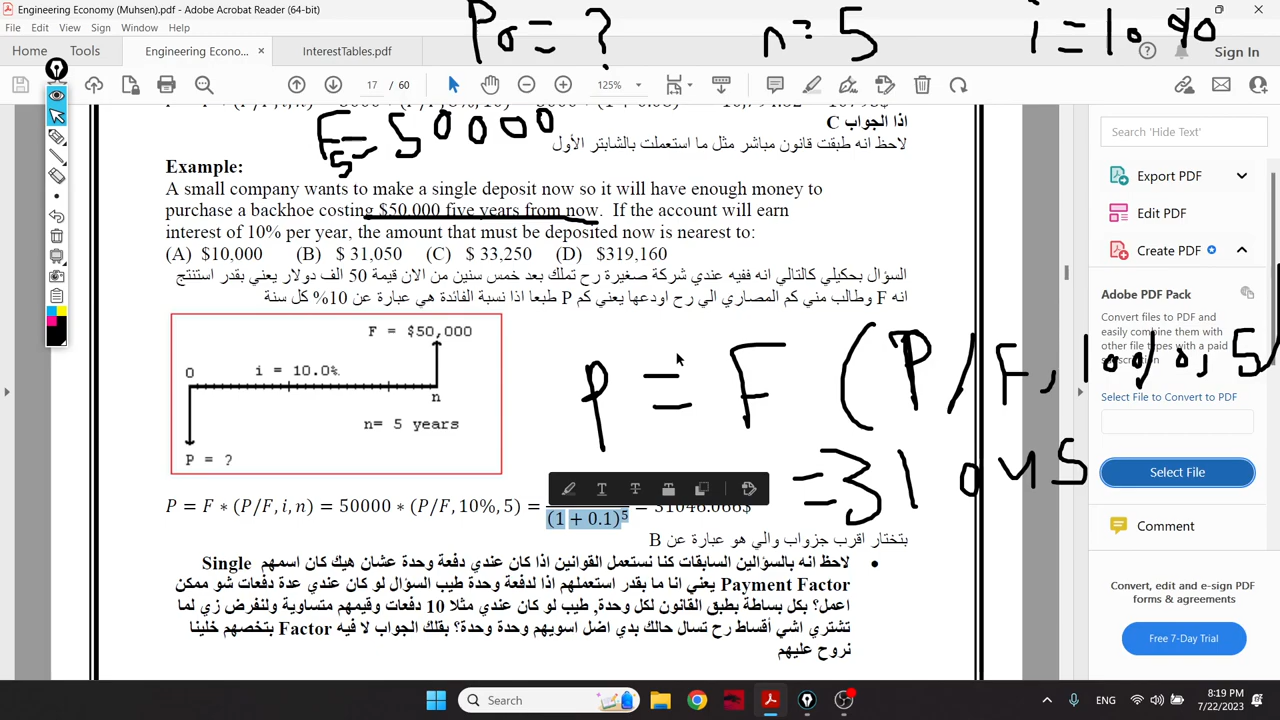 Engineering Economy (Muhsen).pdf - Adobe Acrobat Reader (64-bit)
File Edit View Sign Window Help
P0 = ? n = 5 i = 10%
Home Tools Engineering Econo... × InterestTables.pdf Sign In
17 / 60 125%
F5 = 50000
اذا الجواب C
لاحظ انه طبقت قانون مباشر مثل ما استعملت بالشابتر الأول
Example:
A small company wants to make a single deposit now so it will have enough money to
purchase a backhoe costing $50,000 five years from now. If the account will earn
interest of 10% per year, the amount that must be deposited now is nearest to:
(A) $10,000 (B) $ 31,050 (C) $ 33,250 (D) $319,160
السؤال بحكيلي كالتالي انه ففيه عندي شركة صغيرة رح تملك بعد خمس سنين من الان قيمة 50 الف دولار يعني بقدر استنتج
انه F وطالب مني كم المصاري الي رح اودعها يعني كم P طبعا اذا نسبة الفائدة هي عبارة عن 10% كل سنة
F = $50,000
0 i = 10.0%
n
n= 5 years
P = ?
P = F (P/F, 10%, 5)
= 31045
P = F ∗ (P/F, i, n) = 50000 ∗ (P/F, 10%, 5) =
(1 + 0.1)^5
= 31046.066$
بتختار اقرب جزواب والي هو عبارة عن B
• لاحظ انه بالسؤالين السابقات كنا نستعمل القوانين اذا كان عندي دفعة وحدة عشان هيك كان اسمهم Single
Payment Factor يعني انا ما بقدر استعملهم اذا لدفعة وحدة طيب السؤال لو كان عندي عدة دفعات شو ممكن
اعمل؟ بكل بساطة بطبق القانون لكل وحدة, طيب لو كان عندي مثلا 10 دفعات وقيمهم متساوية ولنفرض زي لما
تشتري اشي أقساط رح تسال حالك بدي اضل اسويهم وحدة وحدة؟ بقلك الجواب لا فيه Factor بتخصهم خلينا
نروح عليهم
Search 'Hide Text'
Export PDF
Edit PDF
Create PDF
Adobe PDF Pack
Convert files to PDF and
easily combine them with
other file types with a paid
Select File to Convert to PDF
Select File
Comment
Convert, edit and e-sign PDF
forms & agreements
Free 7-Day Trial
Search
ENG
8:19 PM
7/22/2023